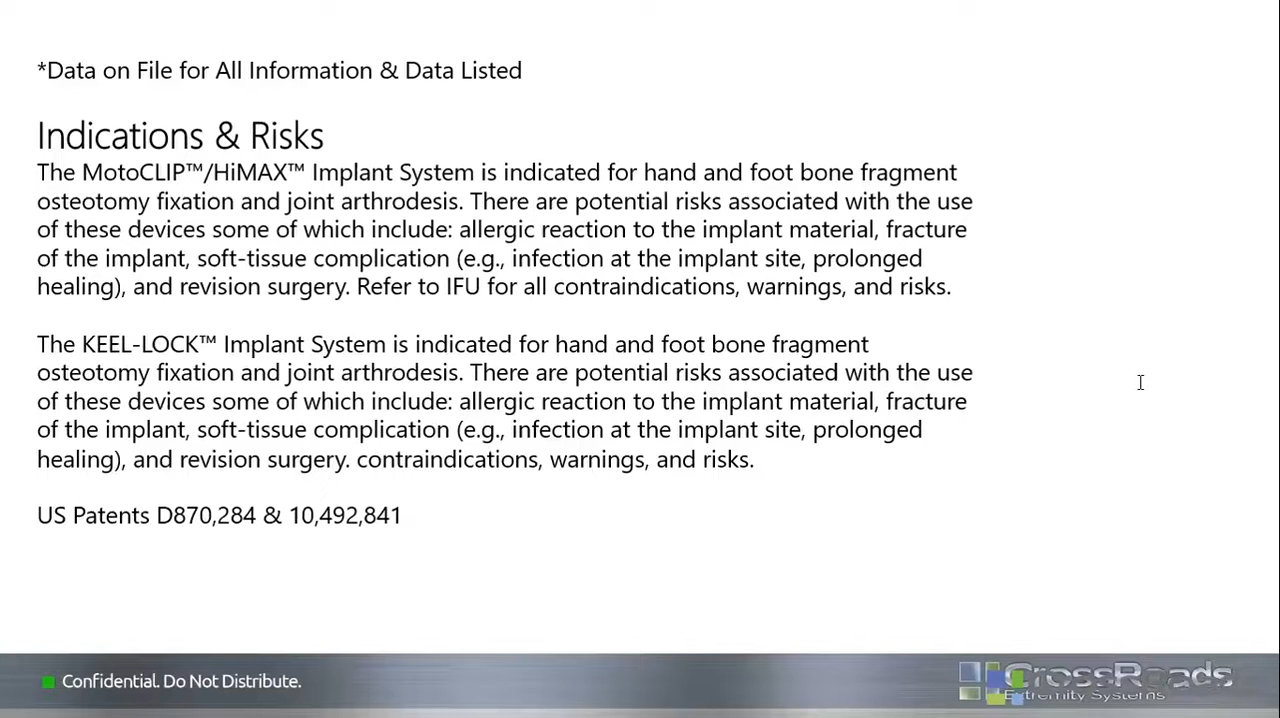 *Data on File for All Information & Data Listed
Indications & Risks
The MotoCLIP™/HiMAX™ Implant System is indicated for hand and foot bone fragment
osteotomy fixation and joint arthrodesis. There are potential risks associated with the use
of these devices some of which include: allergic reaction to the implant material, fracture
of the implant, soft-tissue complication (e.g., infection at the implant site, prolonged
healing), and revision surgery. Refer to IFU for all contraindications, warnings, and risks.
The KEEL-LOCK™ Implant System is indicated for hand and foot bone fragment
osteotomy fixation and joint arthrodesis. There are potential risks associated with the use
of these devices some of which include: allergic reaction to the implant material, fracture
of the implant, soft-tissue complication (e.g., infection at the implant site, prolonged
healing), and revision surgery. contraindications, warnings, and risks.
US Patents D870,284 & 10,492,841
Confidential. Do Not Distribute.
CrossRoads
Extremity Systems